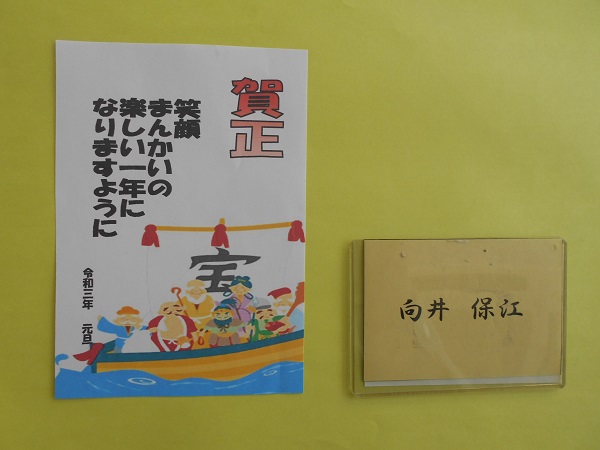 賀正
笑顔
まんかいの
楽しい一年に
なりますように
宝
令和三年　元旦
向井　保江